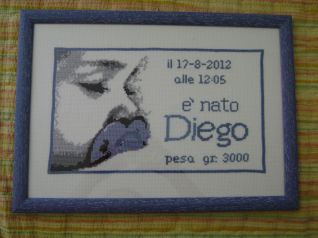 il 17-8-2012
alle 12:05
e' nato
Diego
pesa gr: 3000